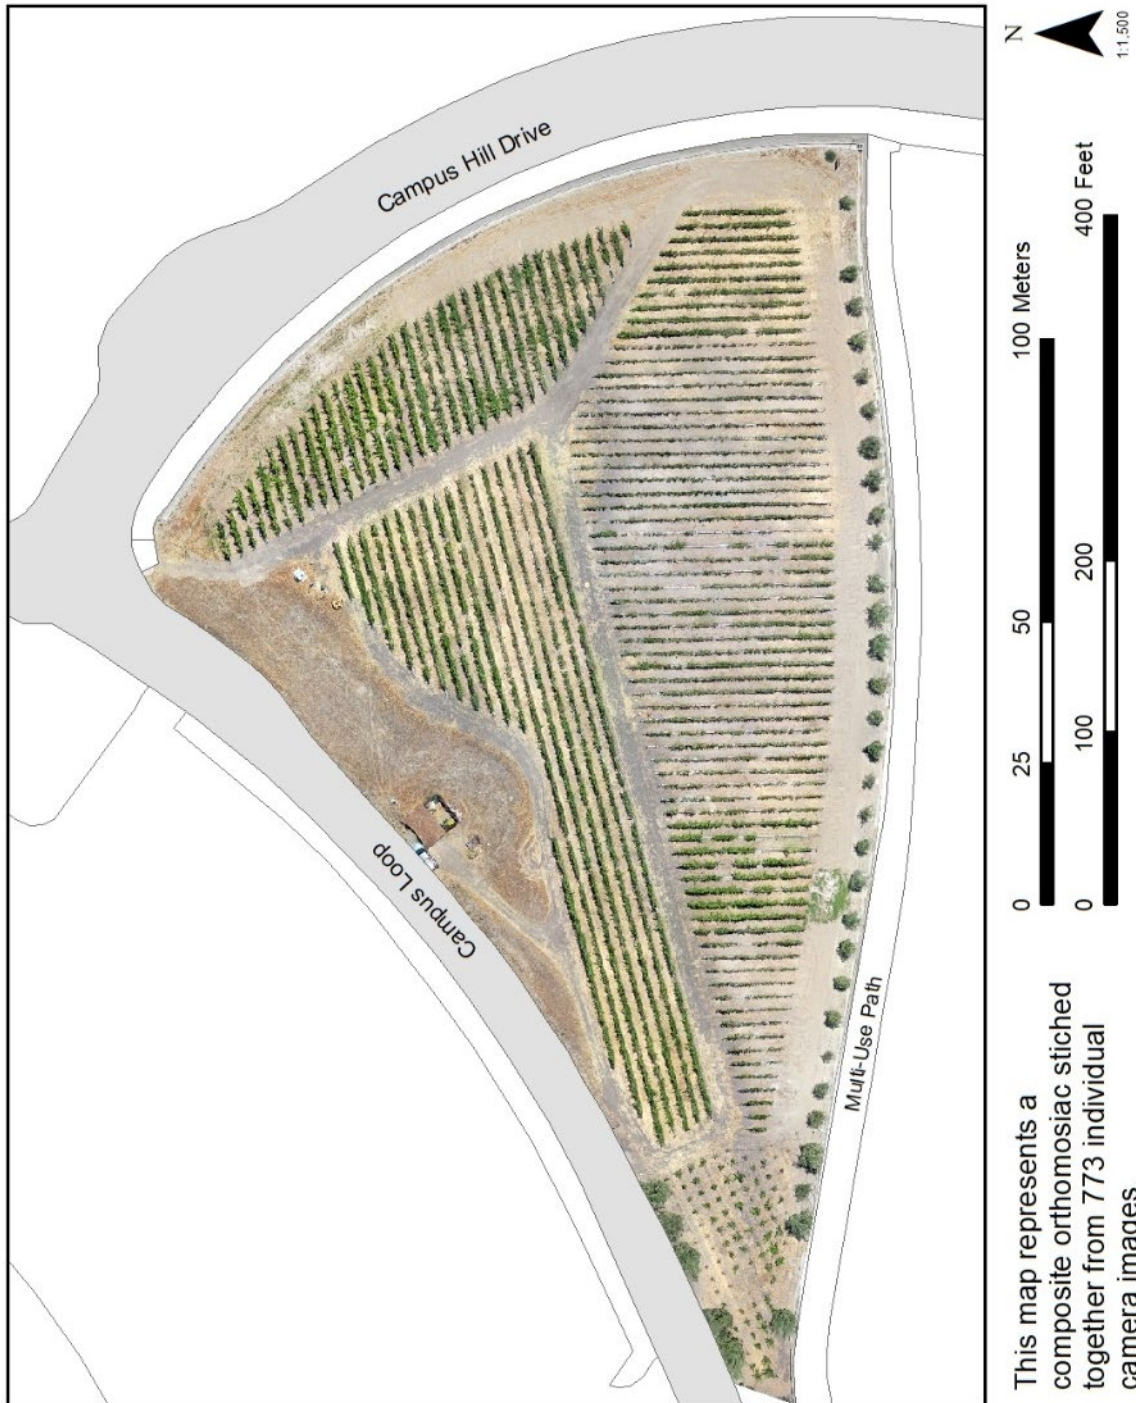 Campus Hill Drive
Campus Loop
Multi-Use Path
This map represents a
composite orthomosiac stiched
together from 773 individual
camera images
0 25 50 100 Meters
0 100 200 400 Feet
N
1:1,500